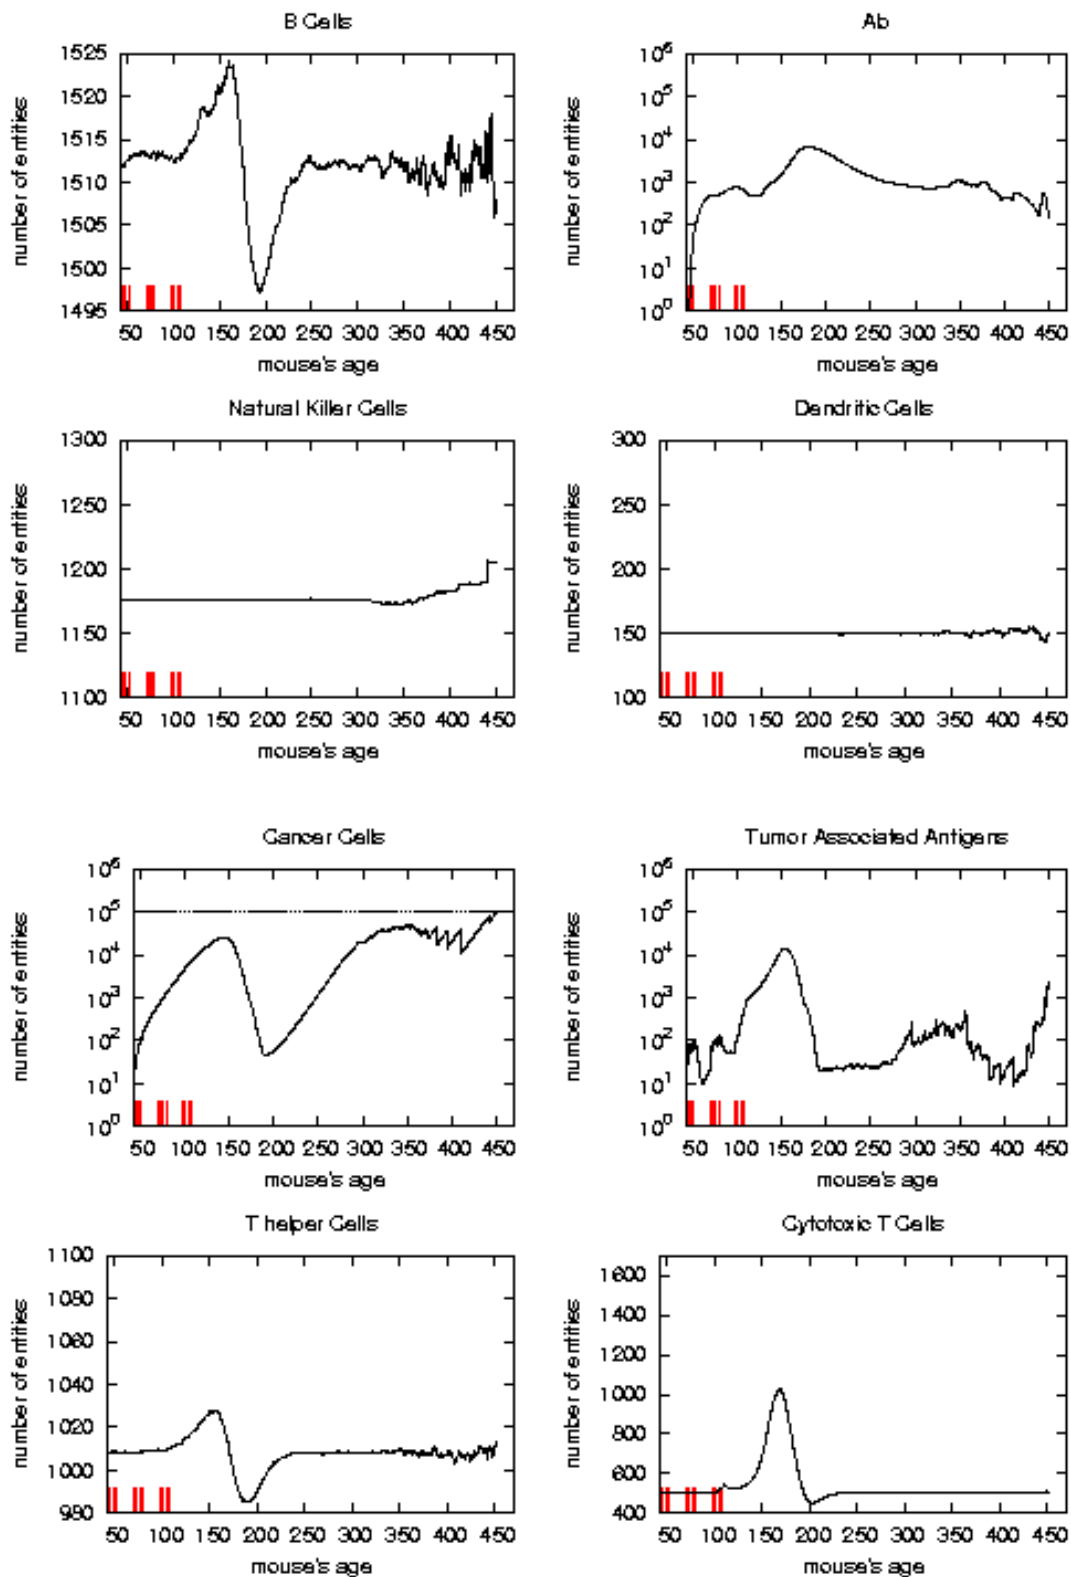 B Cells
Ab
number of entities
1525
1520
1515
1510
1505
1500
1495
50 100 150 200 250 300 350 400 450
mouse's age
number of entities
10^6
10^5
10^4
10^3
10^2
10^1
10^0
50 100 150 200 250 300 350 400 450
mouse's age
Natural Killer Cells
Dendritic Cells
number of entities
1300
1250
1200
1150
1100
50 100 150 200 250 300 350 400 450
mouse's age
number of entities
300
250
200
150
100
50 100 150 200 250 300 350 400 450
mouse's age
Cancer Cells
Tumor Associated Antigens
number of entities
10^6
10^5
10^4
10^3
10^2
10^1
10^0
50 100 150 200 250 300 350 400 450
mouse's age
number of entities
10^6
10^5
10^4
10^3
10^2
10^1
10^0
50 100 150 200 250 300 350 400 450
mouse's age
T helper Cells
Cytotoxic T Cells
number of entities
1100
1080
1060
1040
1020
1000
980
50 100 150 200 250 300 350 400 450
mouse's age
number of entities
1600
1400
1200
1000
800
600
400
50 100 150 200 250 300 350 400 450
mouse's age